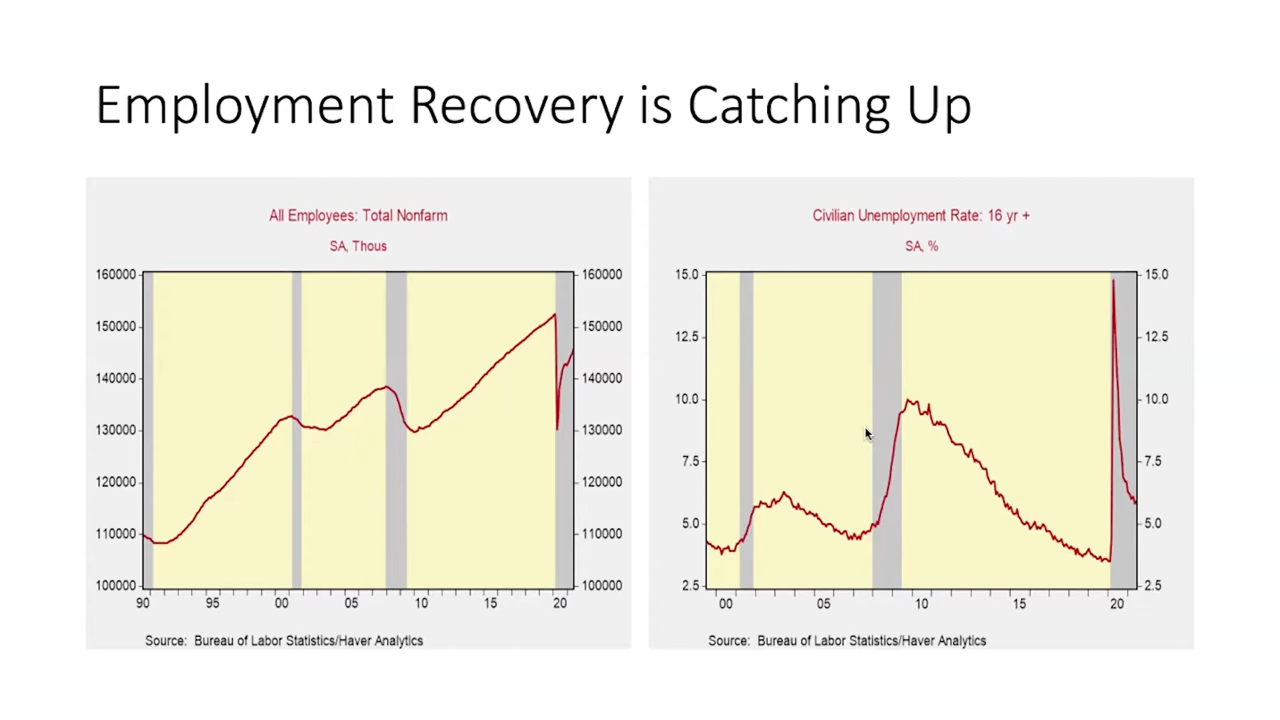 Employment Recovery is Catching Up
All Employees: Total Nonfarm
SA, Thous
160000 160000
150000 150000
140000 140000
130000 130000
120000 120000
110000 110000
100000 100000
90 95 00 05 10 15 20
Source: Bureau of Labor Statistics/Haver Analytics
Civilian Unemployment Rate: 16 yr +
SA, %
15.0 15.0
12.5 12.5
10.0 10.0
7.5 7.5
5.0 5.0
2.5 2.5
00 05 10 15 20
Source: Bureau of Labor Statistics/Haver Analytics